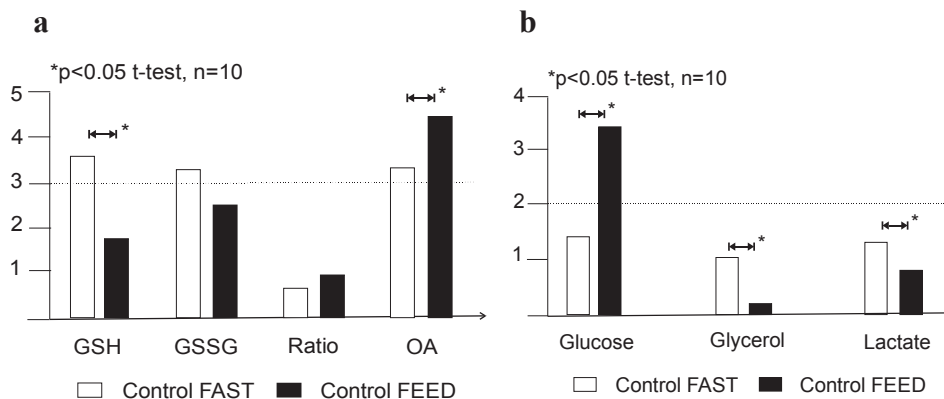 a
*p<0.05 t-test, n=10
5
4
3
2
1
*
*
GSH GSSG Ratio OA
Control FAST Control FEED
b
*p<0.05 t-test, n=10
4
3
2
1
*
*
*
Glucose Glycerol Lactate
Control FAST Control FEED